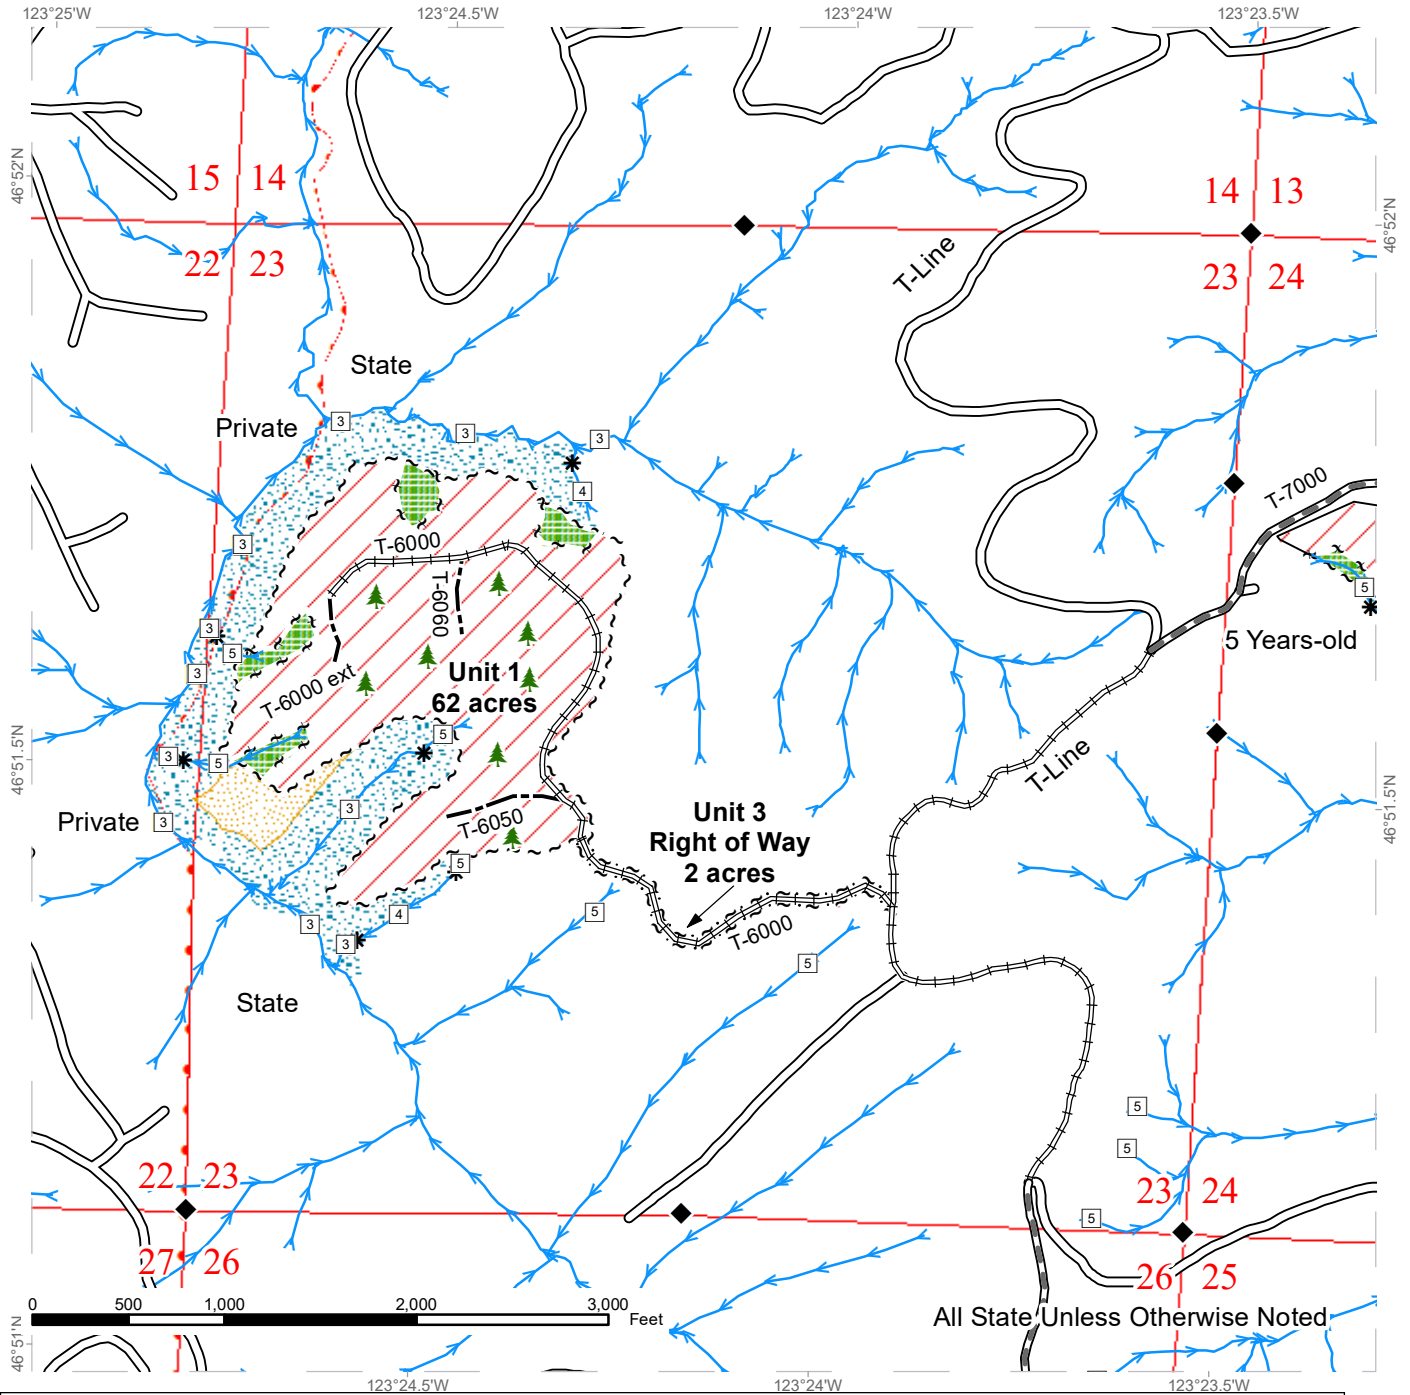 123°25'W 123°24.5'W 123°24'W 123°23.5'W
46°52'N
46°52'N
15 14
14 13
22 23
23 24
T-Line
State
Private
3
3
3
4
T-7000
T-6000
3
T-6060
5
5 Years-old
3
5
3
Unit 1
62 acres
T-6000 ext
5
3
5
46°51.5'N
46°51.5'N
T-Line
3
Private
3
T-6050
Unit 3
Right of Way
2 acres
5
5
4
3
3
T-6000
5
State
5
5
22 23
23 24
5
27 26
26 25
0 500 1,000 2,000 3,000
Feet
All State Unless Otherwise Noted
46°51'N
123°24.5'W 123°24'W 123°23.5'W